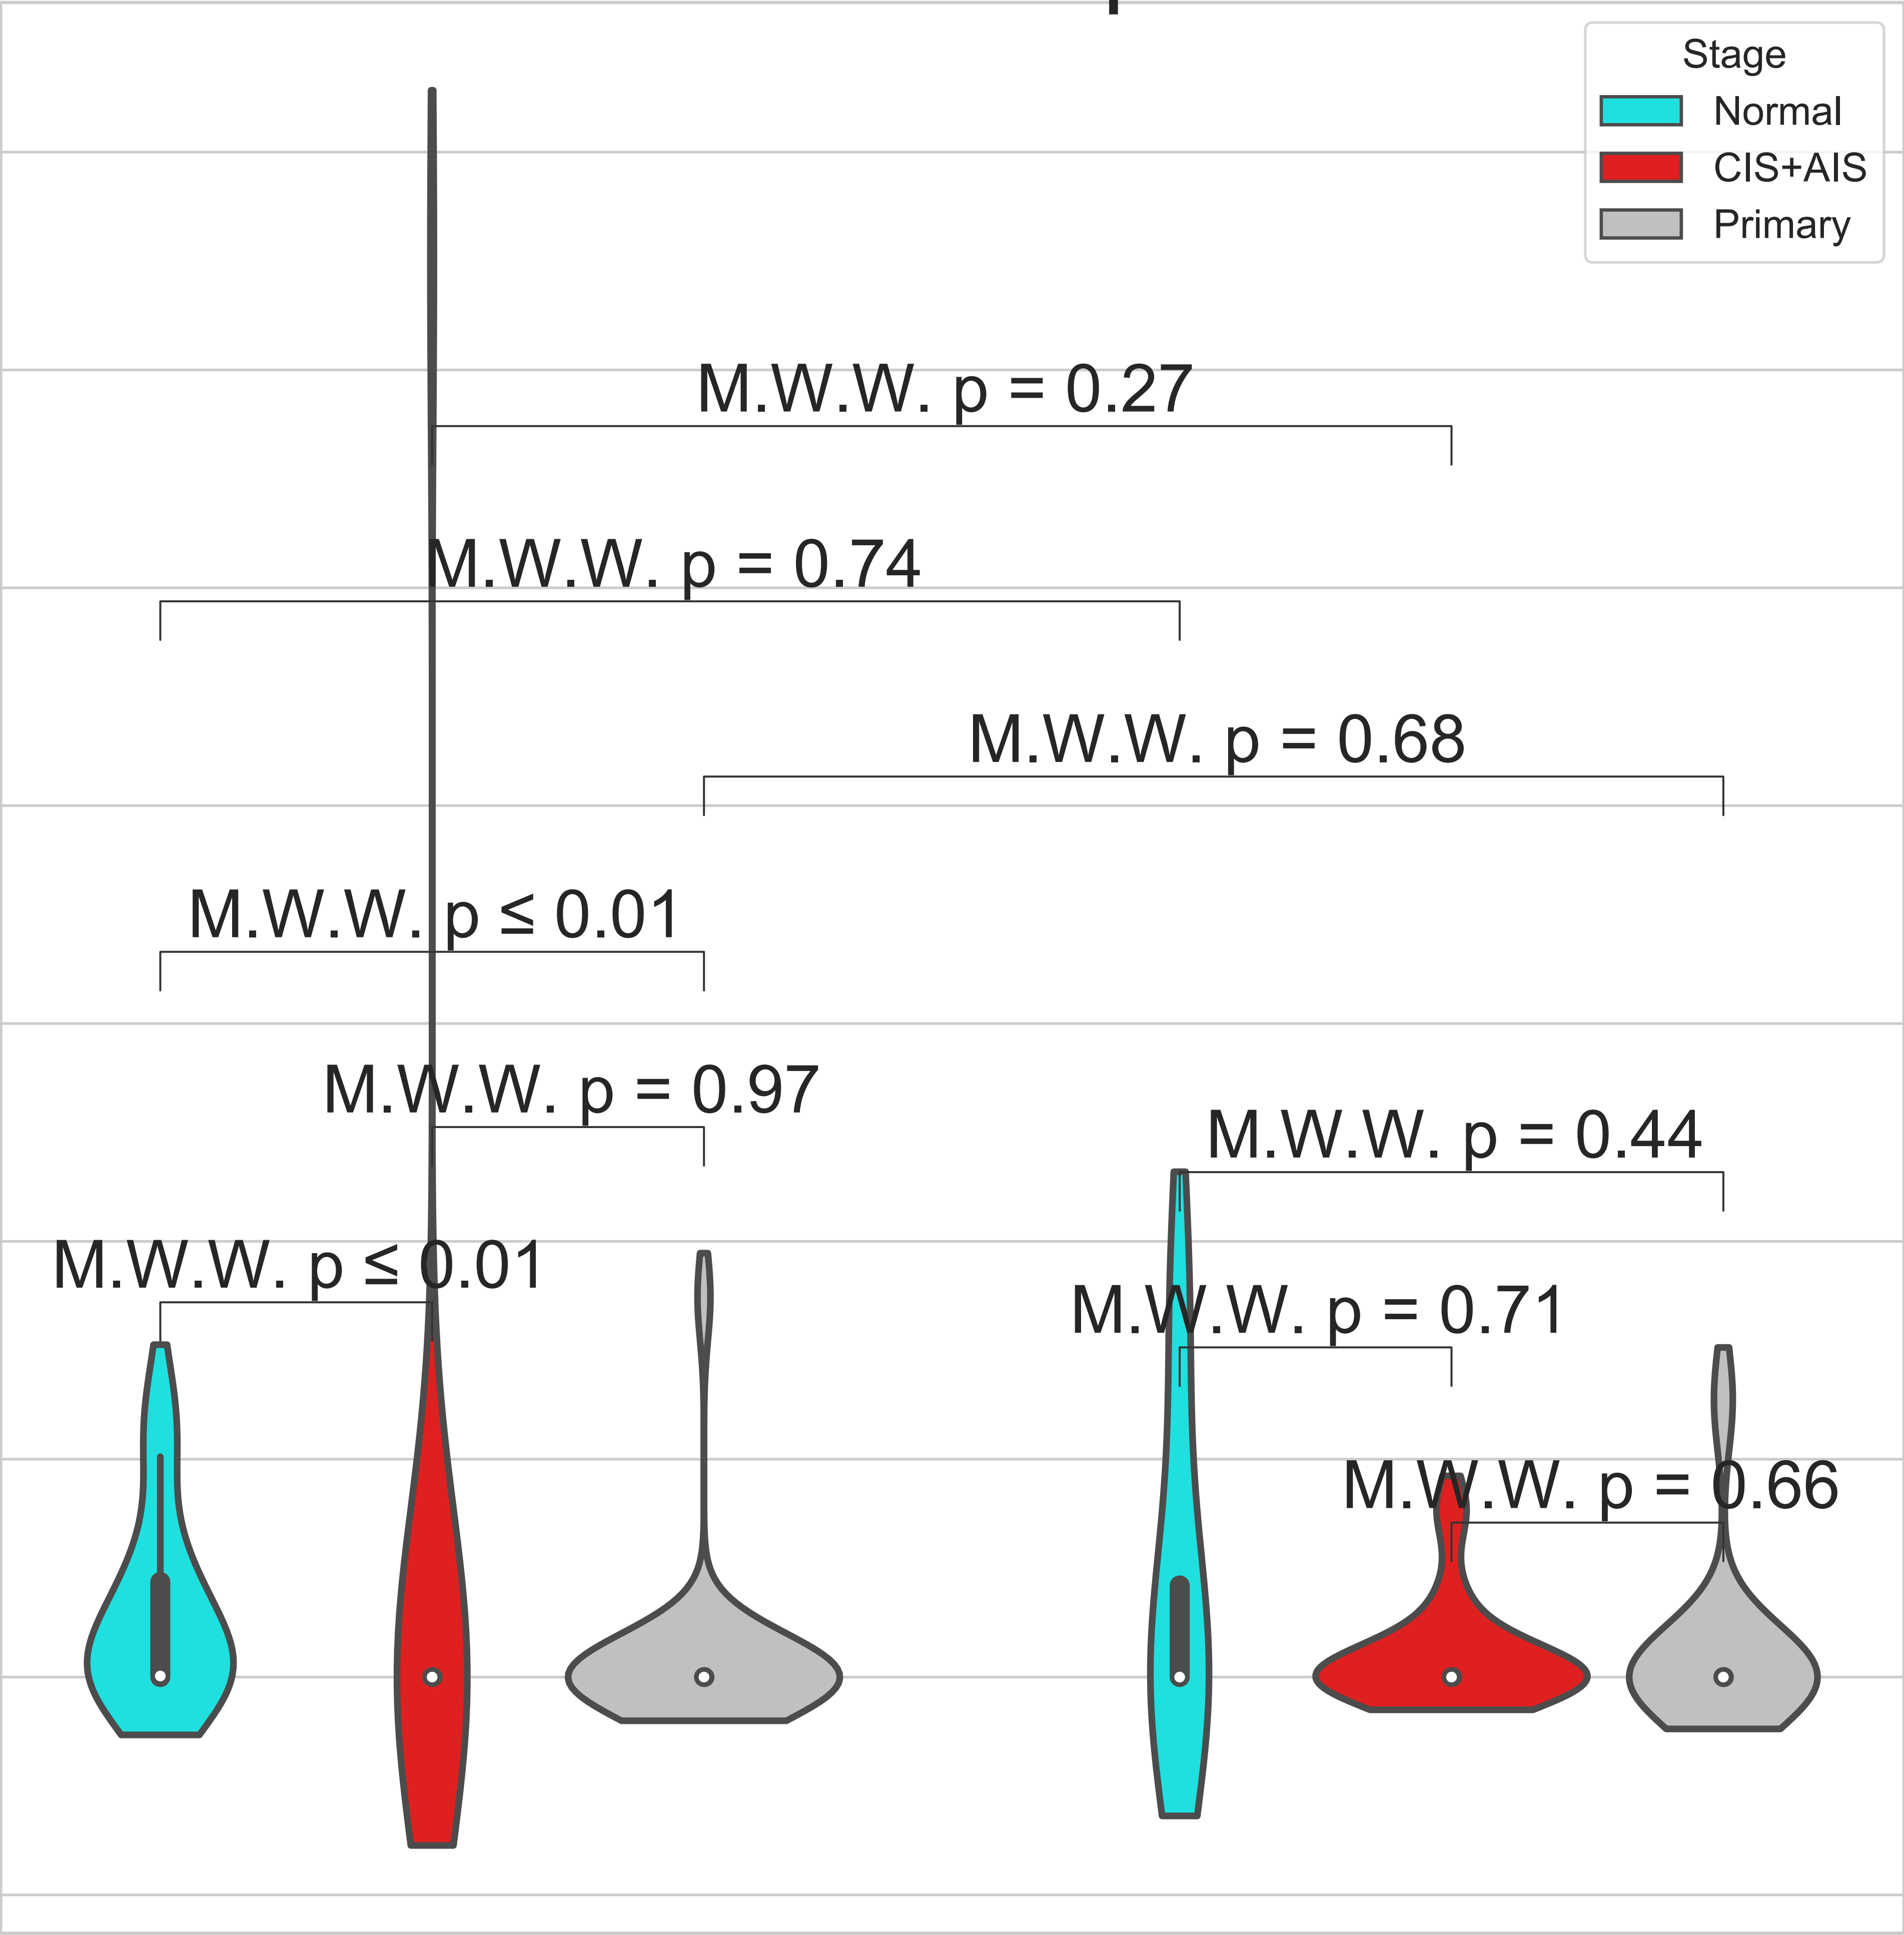 Stage
Normal
CIS+AIS
Primary
M.W.W. p = 0.27
M.W.W. p = 0.74
M.W.W. p = 0.68
M.W.W. p ≤ 0.01
M.W.W. p = 0.97
M.W.W. p = 0.44
M.W.W. p ≤ 0.01
M.W.W. p = 0.71
M.W.W. p = 0.66